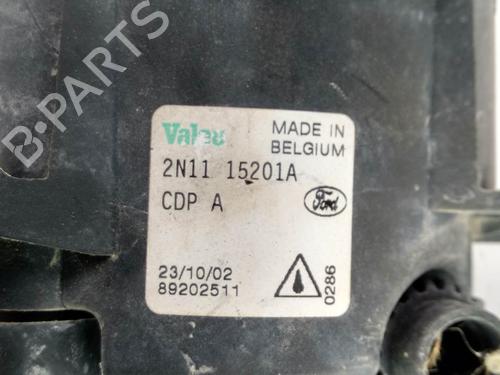 B-PARTS
Valeo
MADE IN
BELGIUM
2N11 15201A
CDP A
Ford
23/10/02
89202511
0286